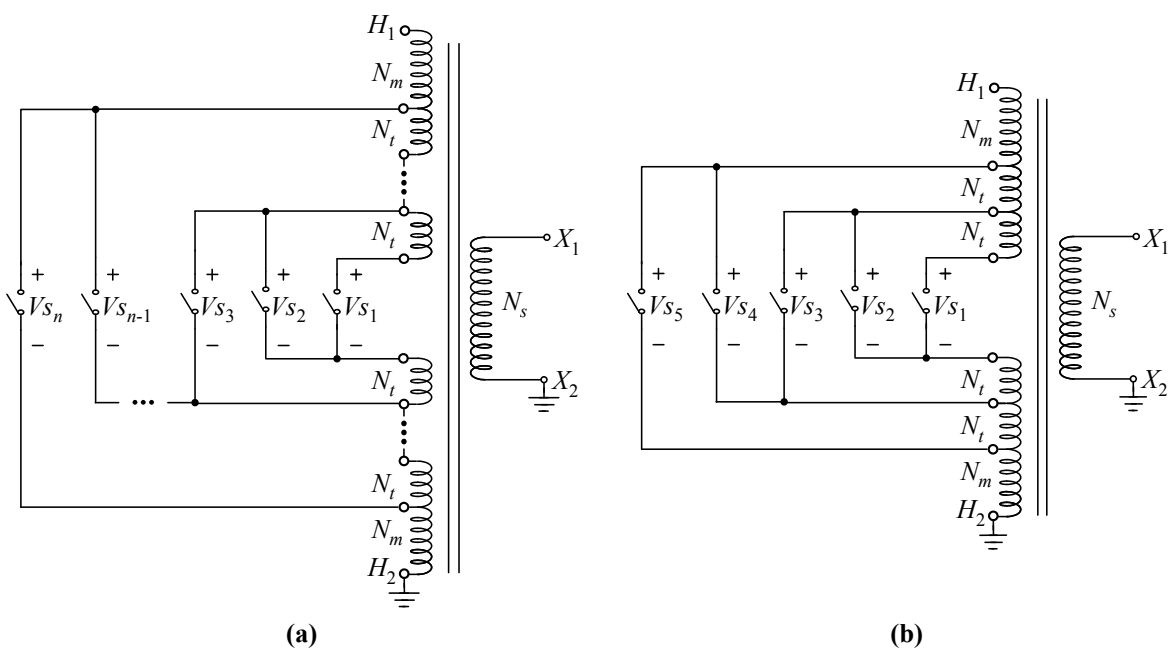 H₁
Nₘ
Nₜ
Nₜ
+ + + + +
Vsₙ Vsₙ₋₁ Vs₃ Vs₂ Vs₁
− − − − −
Nₛ
X₁
X₂
Nₜ
Nₜ
Nₘ
H₂
(a)
H₁
Nₘ
Nₜ
Nₜ
+ + + + +
Vs₅ Vs₄ Vs₃ Vs₂ Vs₁
− − − − −
Nₛ
X₁
X₂
Nₜ
Nₜ
Nₘ
H₂
(b)